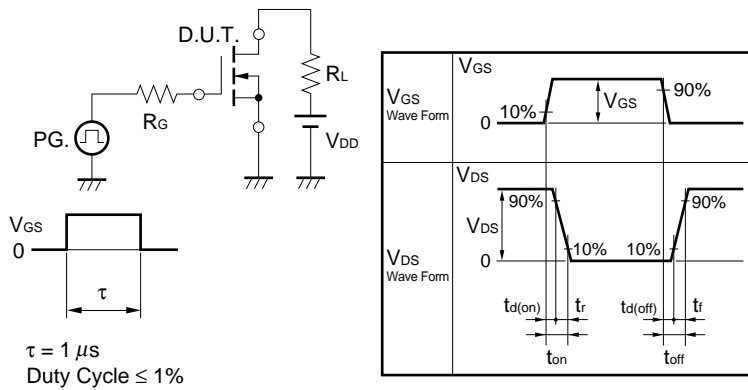 D.U.T.
RL
RG
PG.
VDD
VGS
0
τ
τ = 1 μs
Duty Cycle ≤ 1%
VGS
Wave Form
VGS
10%
VGS
90%
0
VDS
Wave Form
VDS
90%
VDS
90%
10%
10%
0
td(on)
tr
td(off)
tf
ton
toff